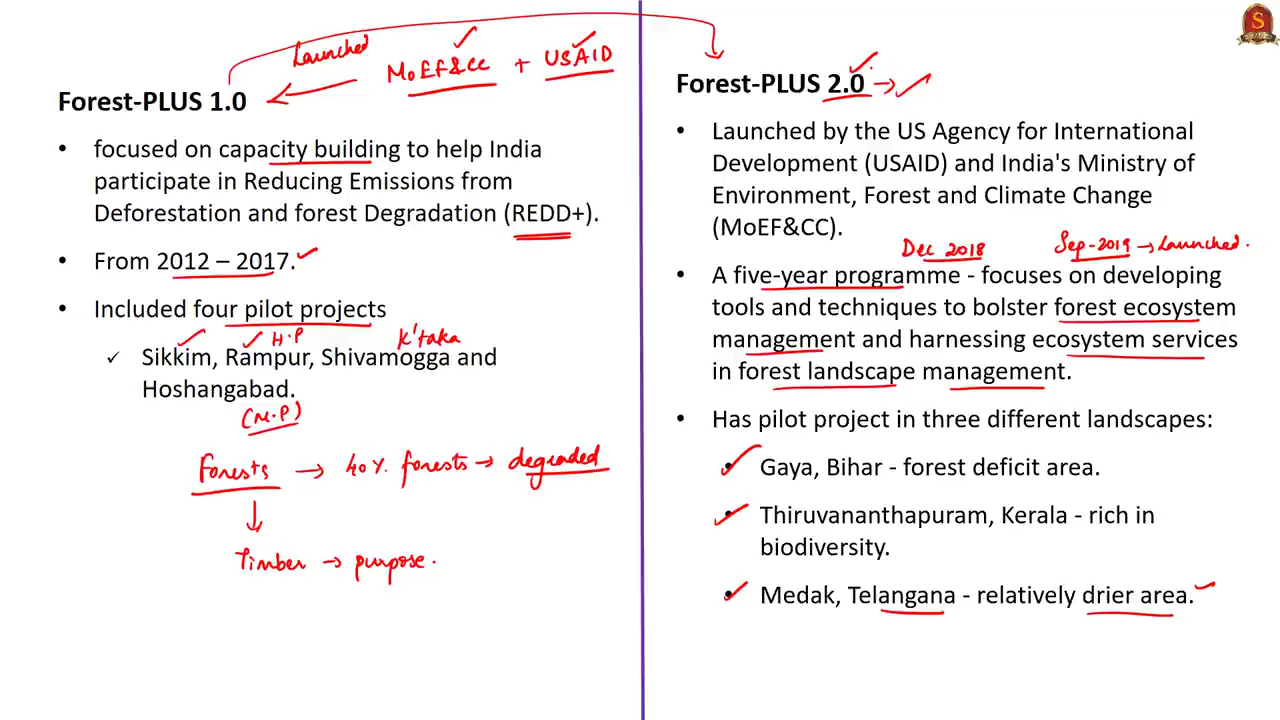 Launched
MoEF&CC + USAID
Forest-PLUS 1.0
• focused on capacity building to help India
participate in Reducing Emissions from
Deforestation and forest Degradation (REDD+).
• From 2012 – 2017.
• Included four pilot projects
H.P K'taka
✓ Sikkim, Rampur, Shivamogga and
Hoshangabad.
(M.P)
Forests → 40% forests → degraded
↓
Timber → purpose.
Forest-PLUS 2.0 →
• Launched by the US Agency for International
Development (USAID) and India's Ministry of
Environment, Forest and Climate Change
(MoEF&CC).
Dec 2018 Sep-2019 → Launched.
• A five-year programme - focuses on developing
tools and techniques to bolster forest ecosystem
management and harnessing ecosystem services
in forest landscape management.
• Has pilot project in three different landscapes:
• Gaya, Bihar - forest deficit area.
• Thiruvananthapuram, Kerala - rich in
biodiversity.
• Medak, Telangana - relatively drier area.
S